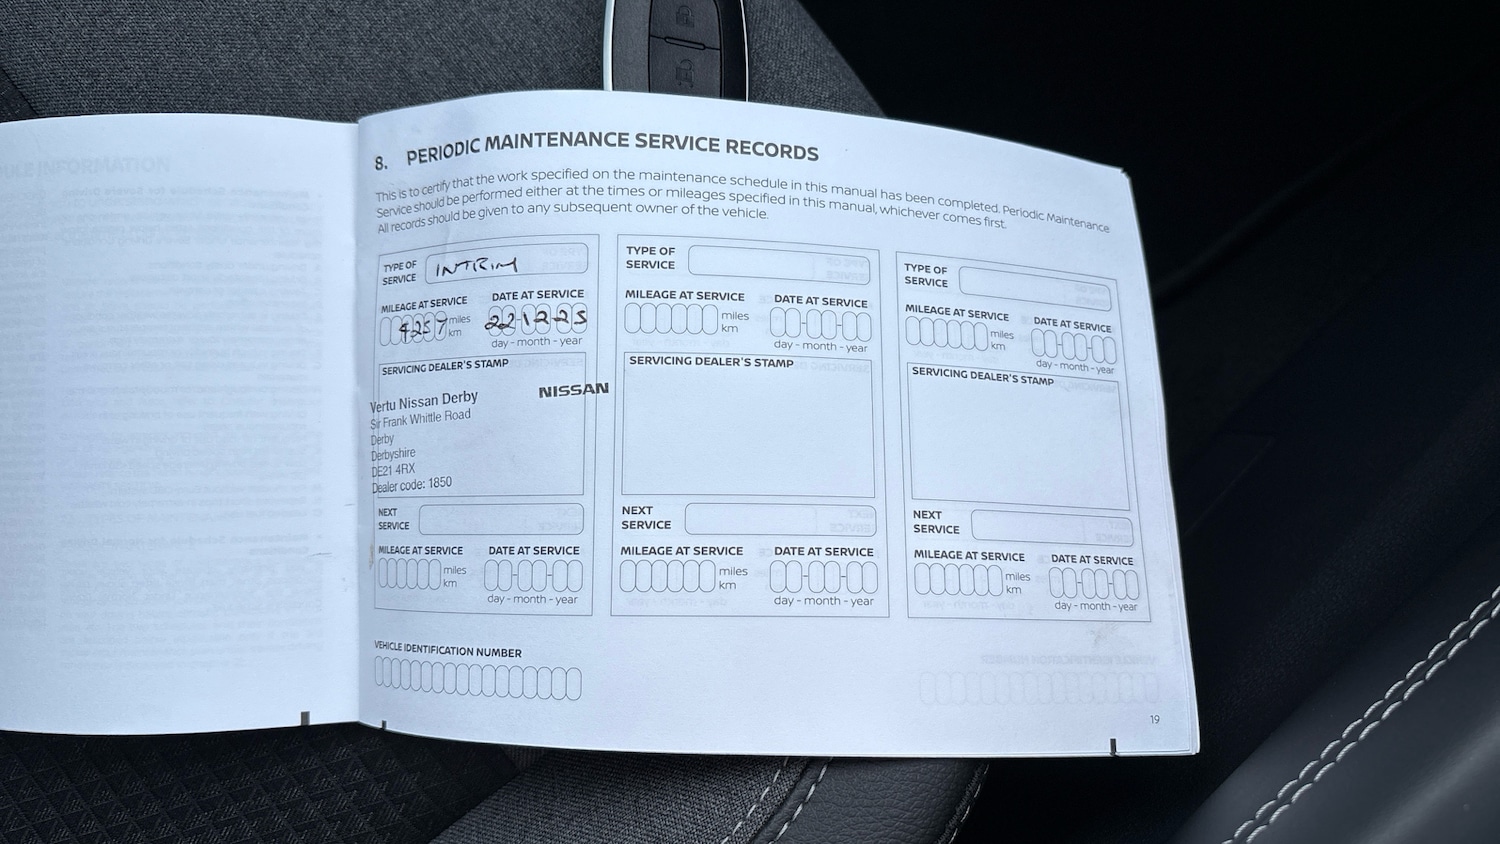 8. PERIODIC MAINTENANCE SERVICE RECORDS
This is to certify that the work specified on the maintenance schedule in this manual has been completed. Periodic Maintenance
Service should be performed either at the times or mileages specified in this manual, whichever comes first.
All records should be given to any subsequent owner of the vehicle.
TYPE OF
SERVICE
INTRIM
MILEAGE AT SERVICE
4257
miles
km
DATE AT SERVICE
22-12-25
day - month - year
SERVICING DEALER'S STAMP
NISSAN
Vertu Nissan Derby
Sir Frank Whittle Road
Derby
Derbyshire
DE21 4RX
Dealer code: 1850
NEXT
SERVICE
MILEAGE AT SERVICE
miles
km
DATE AT SERVICE
day - month - year
TYPE OF
SERVICE
MILEAGE AT SERVICE
miles
km
DATE AT SERVICE
day - month - year
SERVICING DEALER'S STAMP
NEXT
SERVICE
MILEAGE AT SERVICE
miles
km
DATE AT SERVICE
day - month - year
TYPE OF
SERVICE
MILEAGE AT SERVICE
miles
km
DATE AT SERVICE
day - month - year
SERVICING DEALER'S STAMP
NEXT
SERVICE
MILEAGE AT SERVICE
miles
km
DATE AT SERVICE
day - month - year
VEHICLE IDENTIFICATION NUMBER
19